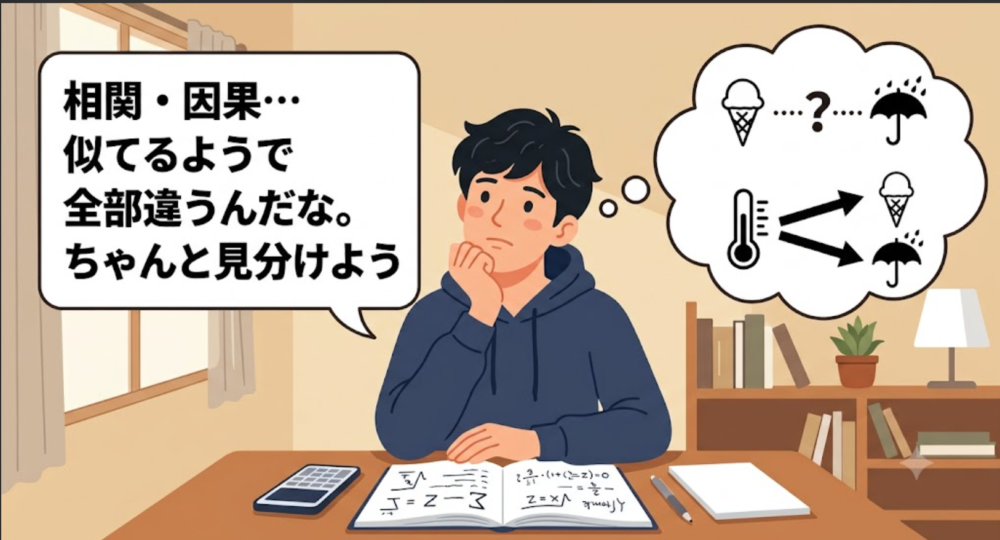 相関・因果…
似てるようで
全部違うんだな。
ちゃんと見分けよう
?